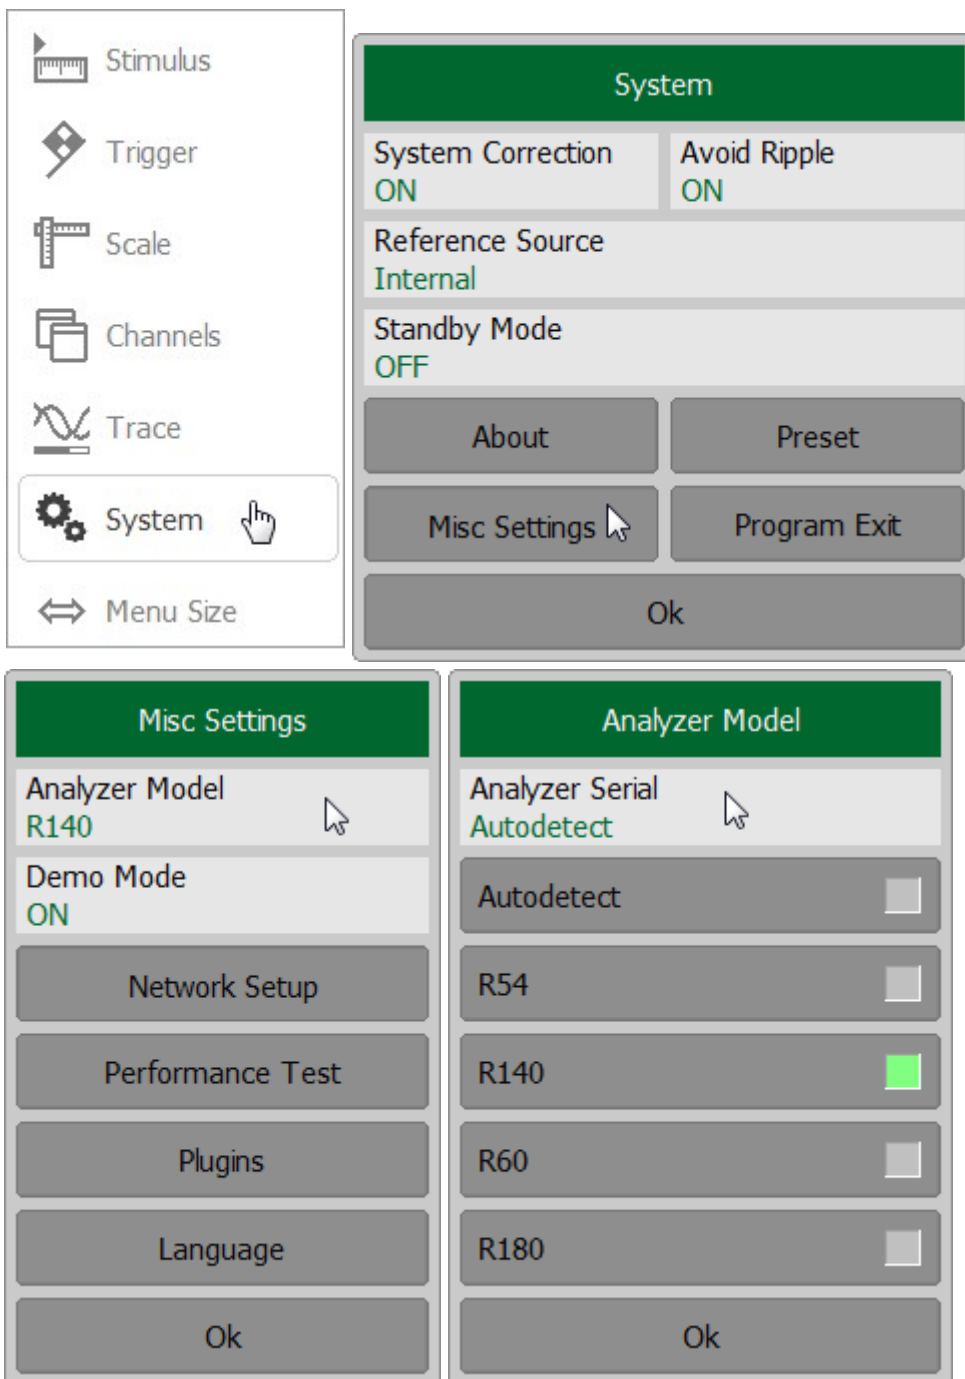 Stimulus
Trigger
Scale
Channels
Trace
System
Menu Size
System
System Correction
ON
Avoid Ripple
ON
Reference Source
Internal
Standby Mode
OFF
About
Preset
Misc Settings
Program Exit
Ok
Misc Settings
Analyzer Model
R140
Demo Mode
ON
Network Setup
Performance Test
Plugins
Language
Ok
Analyzer Model
Analyzer Serial
Autodetect
Autodetect
R54
R140
R60
R180
Ok